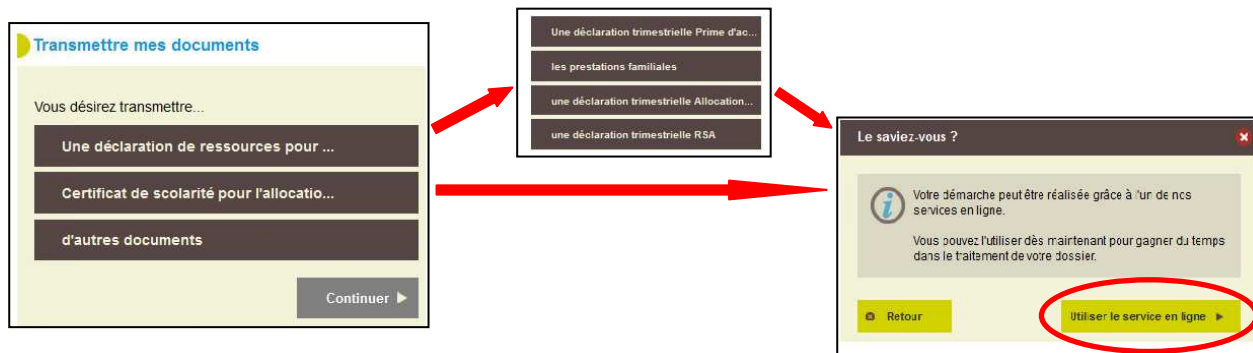 Transmettre mes documents
Vous désirez transmettre...
Une déclaration de ressources pour ...
Certificat de scolarité pour l'allocatio...
d'autres documents
Continuer
Une déclaration trimestrielle Prime d'ac...
les prestations familiales
une déclaration trimestrielle Allocation...
une déclaration trimestrielle RSA
Le saviez-vous ?
Votre démarche peut être réalisée grâce à l'un de nos
services en ligne.
Vous pouvez l'utiliser dès maintenant pour gagner du temps
dans le traitement de votre dossier.
Retour
Utiliser le service en ligne